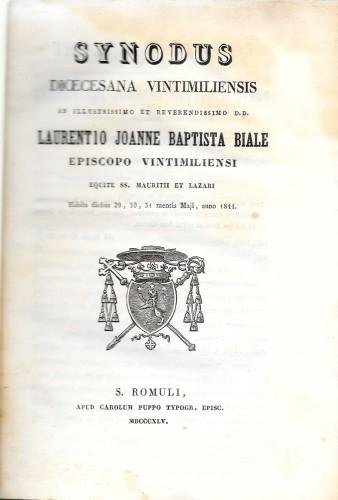 SYNODUS
DIŒCESANA VINTIMILIENSIS
AB ILLUSTRISSIMO ET REVERENDISSIMO D.D.
LAURENTIO JOANNE BAPTISTA BIALE
EPISCOPO VINTIMILIENSI
EQUITE SS. MAURITII ET LAZARI
Habita diebus 29, 30, 31 mensis Maji, anno 1844.
S. ROMULI,
APUD CAROLUM PUPPO TYPOGR. EPISC.
MDCCCXLV.